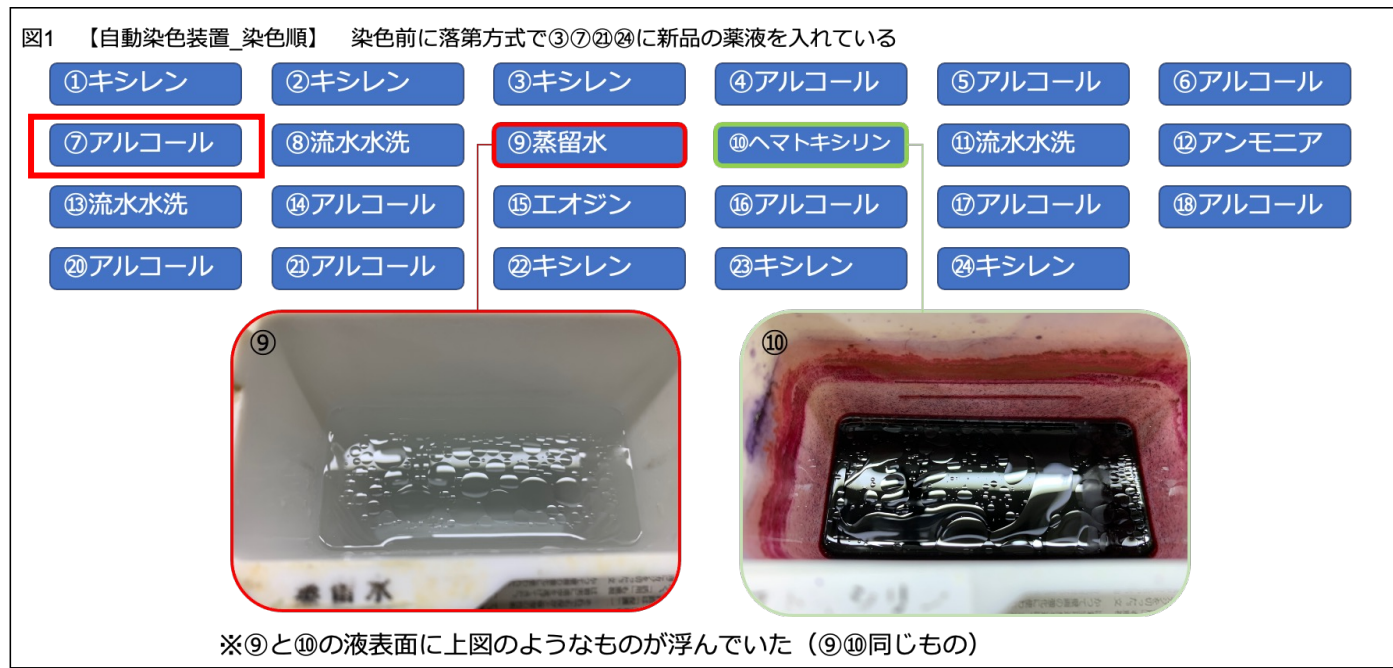 図1 【自動染色装置_染色順】 染色前に落第方式で③⑦㉑㉔に新品の薬液を入れている
①キシレン ②キシレン ③キシレン ④アルコール ⑤アルコール ⑥アルコール
⑦アルコール ⑧流水水洗 ⑨蒸留水 ⑩ヘマトキシリン ⑪流水水洗 ⑫アンモニア
⑬流水水洗 ⑭アルコール ⑮エオジン ⑯アルコール ⑰アルコール ⑱アルコール
⑳アルコール ㉑アルコール ㉒キシレン ㉓キシレン ㉔キシレン
⑨ ⑩
留水
※⑨と⑩の液表面に上図のようなものが浮んでいた（⑨⑩同じもの）